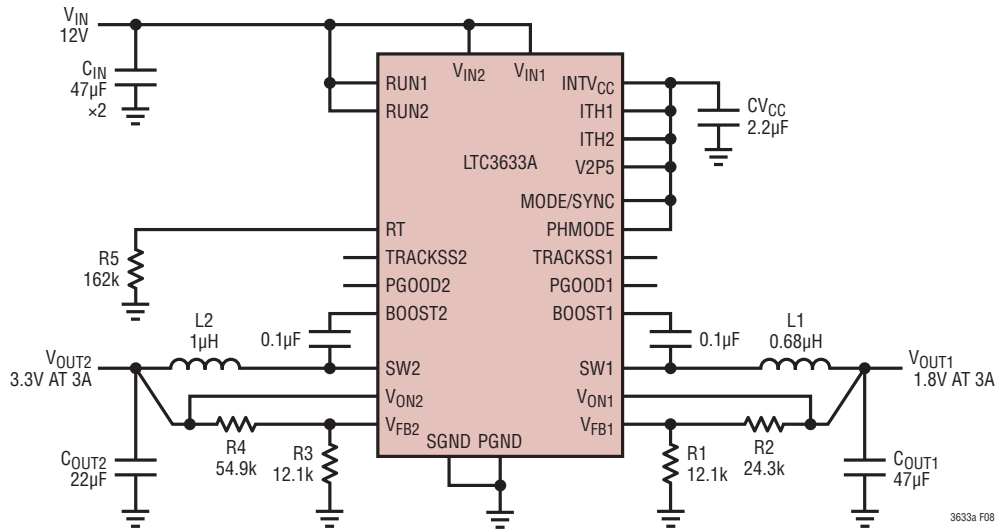 VIN
12V
CIN
47µF
×2
RUN1
RUN2
VIN2
VIN1
INTVCC
ITH1
ITH2
V2P5
MODE/SYNC
PHMODE
CVCC
2.2µF
LTC3633A
RT
R5
162k
TRACKSS2
TRACKSS1
PGOOD2
PGOOD1
BOOST2
BOOST1
L2
1µH
0.1µF
0.1µF
L1
0.68µH
VOUT2
3.3V AT 3A
SW2
SW1
VOUT1
1.8V AT 3A
VON2
VON1
VFB2
VFB1
SGND PGND
R4
54.9k
R3
12.1k
R1
12.1k
R2
24.3k
COUT2
22µF
COUT1
47µF
3633a F08